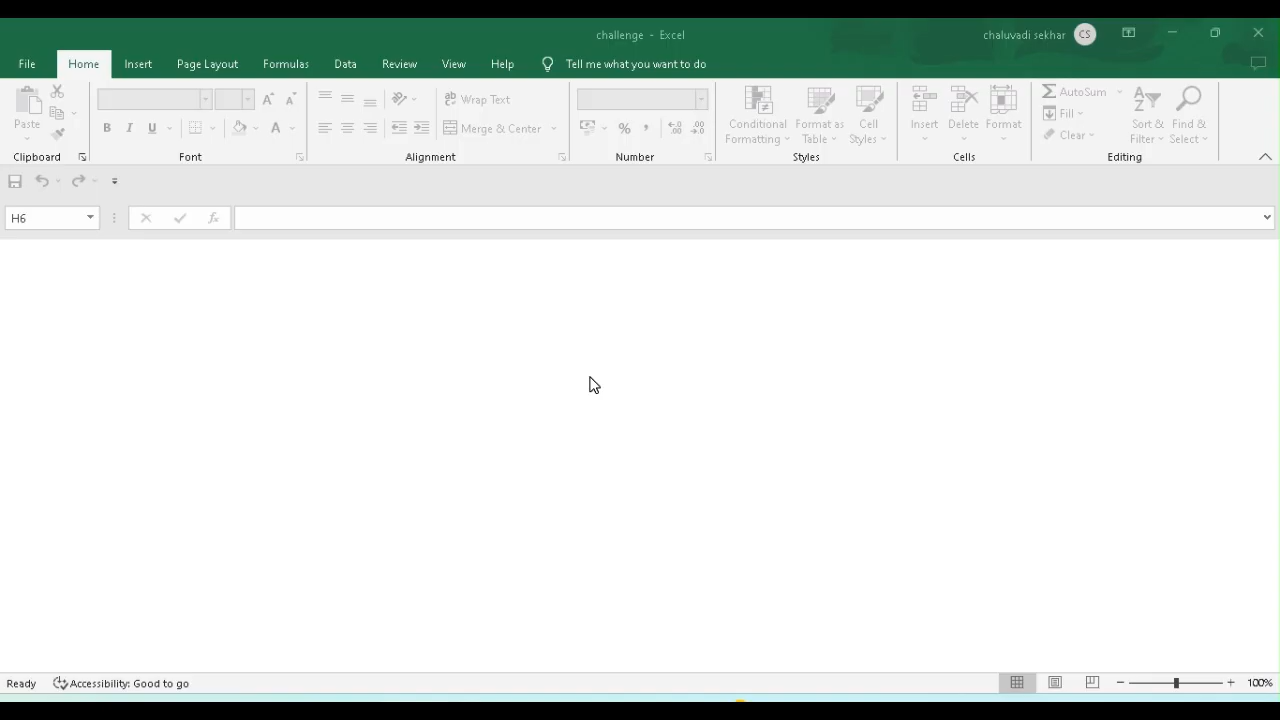 challenge - Excel
chaluvadi sekhar CS
File Home Insert Page Layout Formulas Data Review View Help Tell me what you want to do
Paste
Clipboard
B I U A
Font
Wrap Text
Merge & Center
Alignment
%
Number
Conditional Formatting
Format as Table
Cell Styles
Styles
Insert Delete Format
Cells
AutoSum
Fill
Clear
Sort & Filter
Find & Select
Editing
H6 fx
Ready Accessibility: Good to go 100%